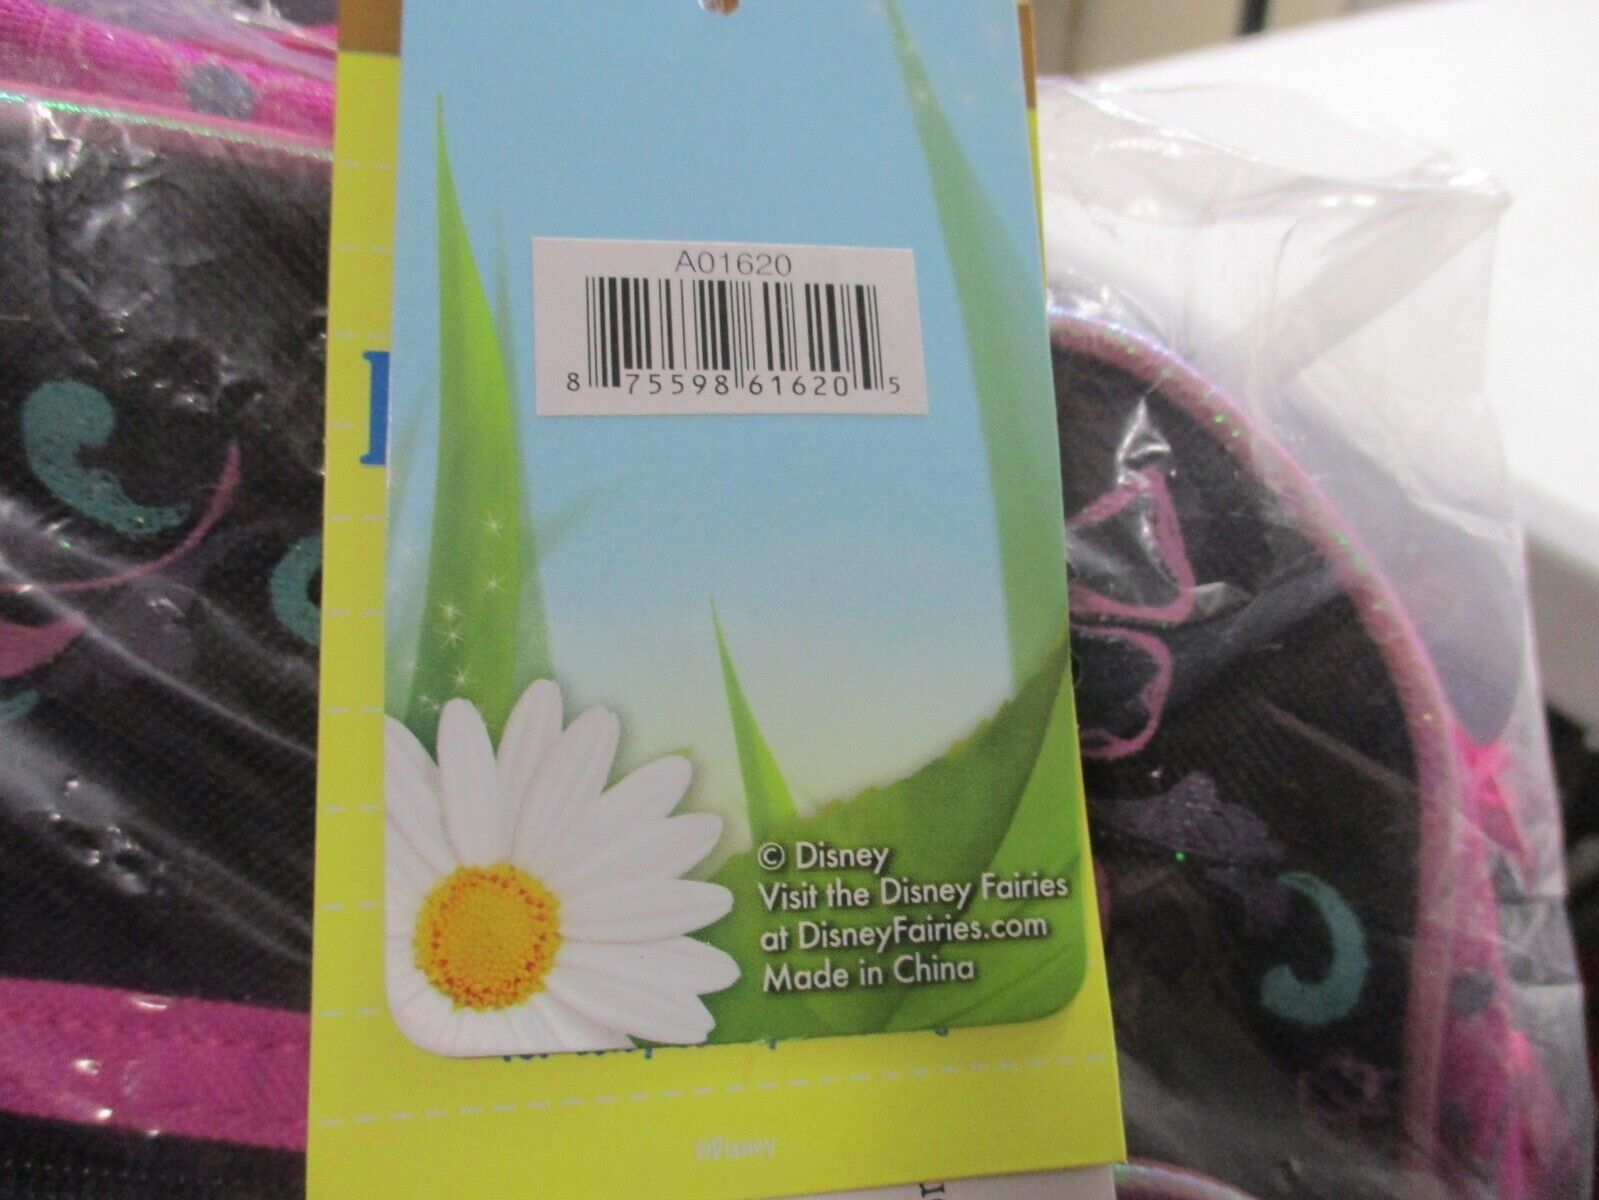 A01620
8 75598 61620 5
© Disney
Visit the Disney Fairies
at DisneyFairies.com
Made in China
©Disney